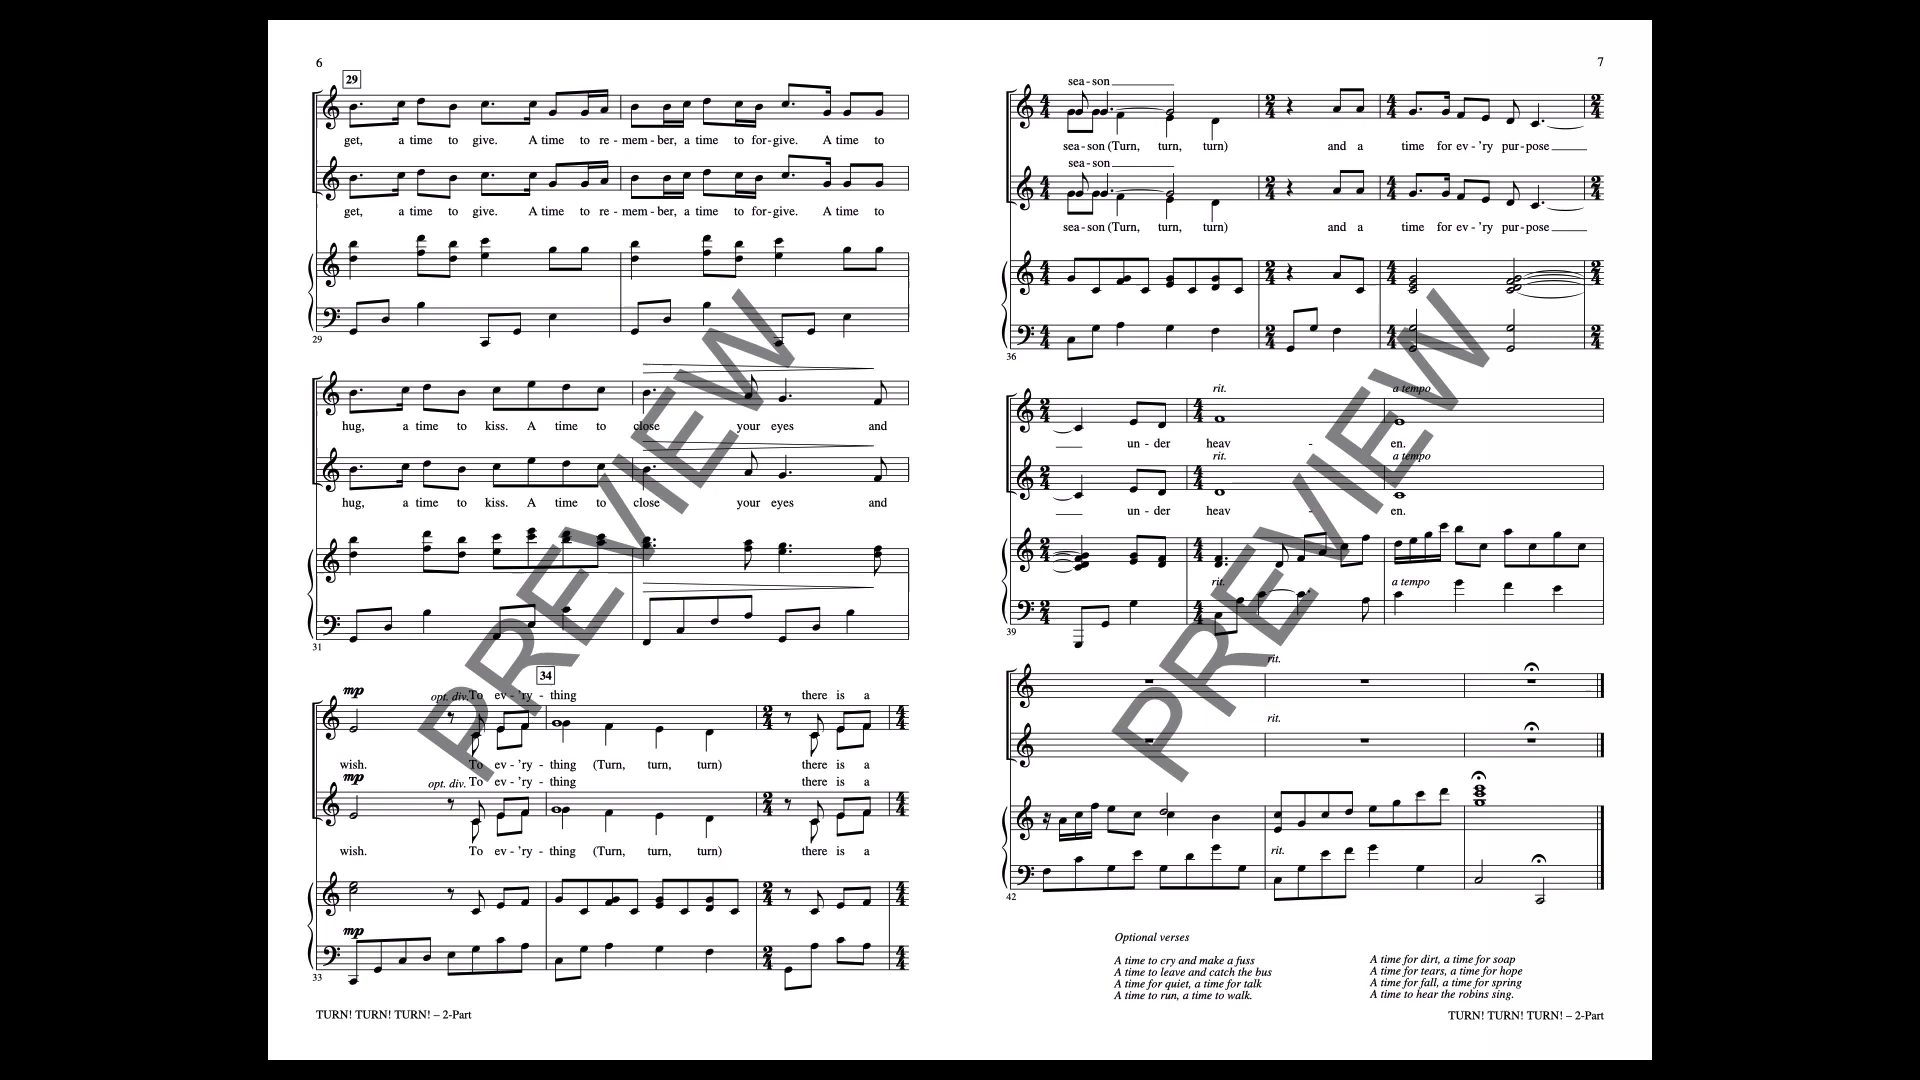 6
29
get, a time to give. A time to re - mem - ber, a time to for - give. A time to
get, a time to give. A time to re - mem - ber, a time to for - give. A time to
29
hug, a time to kiss. A time to close your eyes and
hug, a time to kiss. A time to close your eyes and
31
34
mp opt. div. To ev - 'ry - thing there is a
wish. To ev - 'ry - thing (Turn, turn, turn) there is a
mp opt. div. To ev - 'ry - thing there is a
wish. To ev - 'ry - thing (Turn, turn, turn) there is a
mp
33
TURN! TURN! TURN! – 2-Part
PREVIEW
7
sea - son
sea - son (Turn, turn, turn) and a time for ev - 'ry pur - pose
sea - son
sea - son (Turn, turn, turn) and a time for ev - 'ry pur - pose
36
rit. a tempo
un - der heav - en.
rit. a tempo
un - der heav - en.
rit. a tempo
39
rit.
rit.
rit.
42
Optional verses
A time to cry and make a fuss
A time to leave and catch the bus
A time for quiet, a time for talk
A time to run, a time to walk.
A time for dirt, a time for soap
A time for tears, a time for hope
A time for fall, a time for spring
A time to hear the robins sing.
TURN! TURN! TURN! – 2-Part
PREVIEW